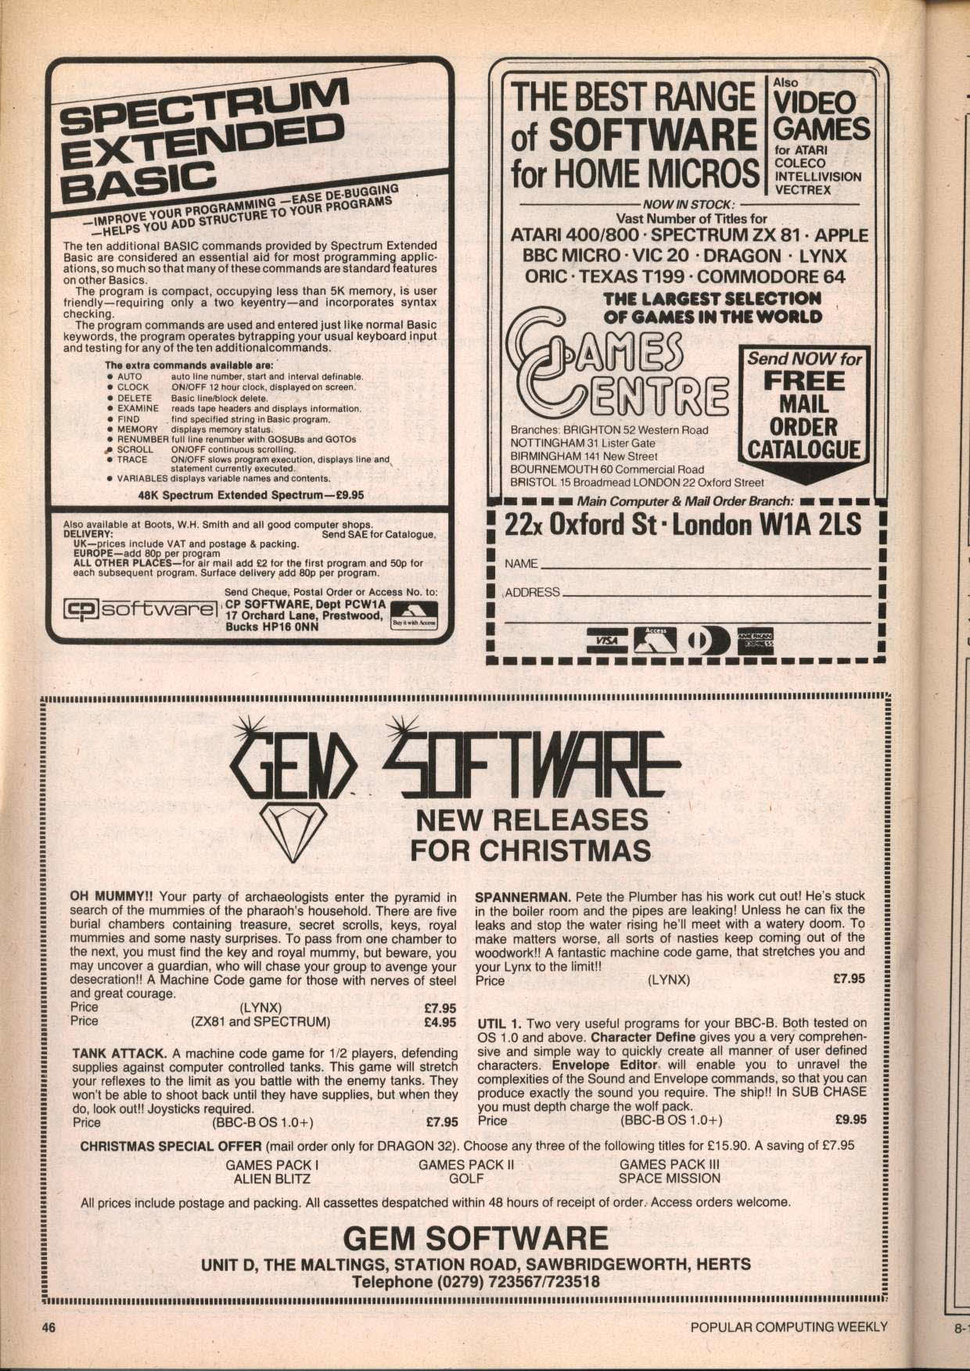 SPECTRUM
EXTENDED
BASIC
—IMPROVE YOUR PROGRAMMING —EASE DE-BUGGING
—HELPS YOU ADD STRUCTURE TO YOUR PROGRAMS
The ten additional BASIC commands provided by Spectrum Extended
Basic are considered an essential aid for most programming applic-
ations, so much so that many of these commands are standard features
on other Basics.
The program is compact, occupying less than 5K memory, is user
friendly—requiring only a two keyentry—and incorporates syntax
checking.
The program commands are used and entered just like normal Basic
keywords, the program operates bytrapping your usual keyboard input
and testing for any of the ten additionalcommands.
The extra commands available are:
● AUTO auto line number, start and interval definable.
● CLOCK ON/OFF 12 hour clock, displayed on screen.
● DELETE Basic line/block delete.
● EXAMINE reads tape headers and displays information.
● FIND find specified string in Basic program.
● MEMORY displays memory status.
● RENUMBER full line renumber with GOSUBs and GOTOs
● SCROLL ON/OFF continuous scrolling.
● TRACE ON/OFF slows program execution, displays line and
statement currently executed.
● VARIABLES displays variable names and contents.
48K Spectrum Extended Spectrum—£9.95
Also available at Boots, W.H. Smith and all good computer shops.
DELIVERY: Send SAE for Catalogue,
UK—prices include VAT and postage & packing.
EUROPE—add 80p per program
ALL OTHER PLACES—for air mail add £2 for the first program and 50p for
each subsequent program. Surface delivery add 80p per program.
Send Cheque, Postal Order or Access No. to:
cp software
CP SOFTWARE, Dept PCW1A
17 Orchard Lane, Prestwood,
Bucks HP16 0NN
Buy it with Access
THE BEST RANGE
of SOFTWARE
for HOME MICROS
Also
VIDEO
GAMES
for ATARI
COLECO
INTELLIVISION
VECTREX
NOW IN STOCK:
Vast Number of Titles for
ATARI 400/800 · SPECTRUM ZX 81 · APPLE
BBC MICRO · VIC 20 · DRAGON · LYNX
ORIC · TEXAS T199 · COMMODORE 64
THE LARGEST SELECTION
OF GAMES IN THE WORLD
GAMES
CENTRE
Send NOW for
FREE
MAIL
ORDER
CATALOGUE
Branches: BRIGHTON 52 Western Road
NOTTINGHAM 31 Lister Gate
BIRMINGHAM 141 New Street
BOURNEMOUTH 60 Commercial Road
BRISTOL 15 Broadmead LONDON 22 Oxford Street
Main Computer & Mail Order Branch:
22x Oxford St · London W1A 2LS
NAME
ADDRESS
VISA Access AMERICAN EXPRESS
GEM SOFTWARE
NEW RELEASES
FOR CHRISTMAS
OH MUMMY!! Your party of archaeologists enter the pyramid in
search of the mummies of the pharaoh's household. There are five
burial chambers containing treasure, secret scrolls, keys, royal
mummies and some nasty surprises. To pass from one chamber to
the next, you must find the key and royal mummy, but beware, you
may uncover a guardian, who will chase your group to avenge your
desecration!! A Machine Code game for those with nerves of steel
and great courage.
Price (LYNX) £7.95
Price (ZX81 and SPECTRUM) £4.95
TANK ATTACK. A machine code game for 1/2 players, defending
supplies against computer controlled tanks. This game will stretch
your reflexes to the limit as you battle with the enemy tanks. They
won't be able to shoot back until they have supplies, but when they
do, look out!! Joysticks required.
Price (BBC-B OS 1.0+) £7.95
SPANNERMAN. Pete the Plumber has his work cut out! He's stuck
in the boiler room and the pipes are leaking! Unless he can fix the
leaks and stop the water rising he'll meet with a watery doom. To
make matters worse, all sorts of nasties keep coming out of the
woodwork!! A fantastic machine code game, that stretches you and
your Lynx to the limit!!
Price (LYNX) £7.95
UTIL 1. Two very useful programs for your BBC-B. Both tested on
OS 1.0 and above. Character Define gives you a very comprehen-
sive and simple way to quickly create all manner of user defined
characters. Envelope Editor will enable you to unravel the
complexities of the Sound and Envelope commands, so that you can
produce exactly the sound you require. The ship!! In SUB CHASE
you must depth charge the wolf pack.
Price (BBC-B OS 1.0+) £9.95
CHRISTMAS SPECIAL OFFER (mail order only for DRAGON 32). Choose any three of the following titles for £15.90. A saving of £7.95
GAMES PACK I GAMES PACK II GAMES PACK III
ALIEN BLITZ GOLF SPACE MISSION
All prices include postage and packing. All cassettes despatched within 48 hours of receipt of order. Access orders welcome.
GEM SOFTWARE
UNIT D, THE MALTINGS, STATION ROAD, SAWBRIDGEWORTH, HERTS
Telephone (0279) 723567/723518
46
POPULAR COMPUTING WEEKLY